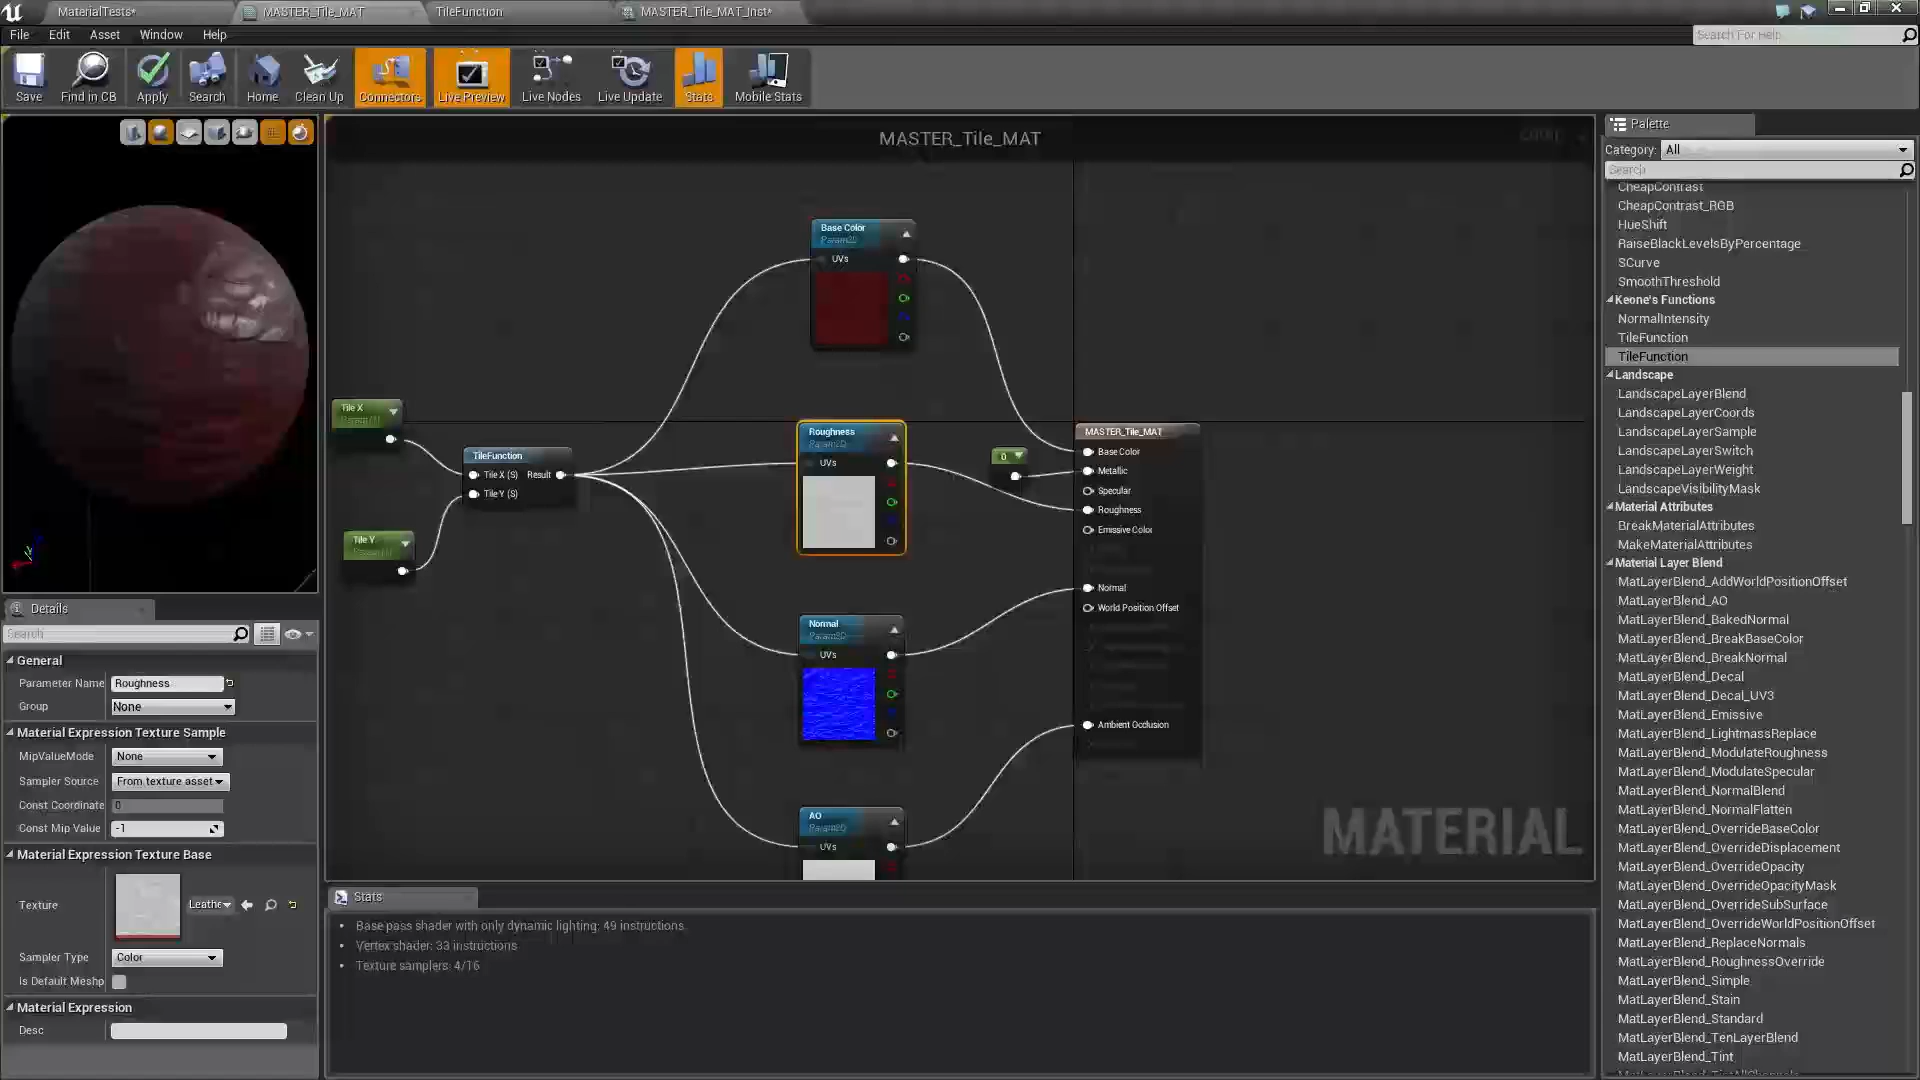 MaterialTests*
MASTER_Tile_MAT
TileFunction
MASTER_Tile_MAT_Inst*
File
Edit
Asset
Window
Help
Search For Help
Save
Find in CB
Apply
Search
Home
Clean Up
Connectors
Live Preview
Live Nodes
Live Update
Stats
Mobile Stats
MASTER_Tile_MAT
Base Color
Param2D
UVs
Tile X
Param (1)
TileFunction
Tile X (S)
Result
Tile Y (S)
Tile Y
Roughness
Param2D
UVs
0
MASTER_Tile_MAT
Base Color
Metallic
Specular
Roughness
Emissive Color
Normal
World Position Offset
Ambient Occlusion
Normal
Param2D
UVs
AO
Param2D
UVs
MATERIAL
Details
Search
General
Parameter Name
Roughness
Group
None
Material Expression Texture Sample
MipValueMode
None
Sampler Source
From texture asset
Const Coordinate
0
Const Mip Value
-1
Material Expression Texture Base
Texture
Leathe
Sampler Type
Color
Is Default Meshp
Material Expression
Desc
Stats
Base pass shader with only dynamic lighting: 49 instructions
Vertex shader: 33 instructions
Texture samplers: 4/16
Palette
Category:
All
Search
CheapContrast
CheapContrast_RGB
HueShift
RaiseBlackLevelsByPercentage
SCurve
SmoothThreshold
Keone's Functions
NormalIntensity
TileFunction
TileFunction
Landscape
LandscapeLayerBlend
LandscapeLayerCoords
LandscapeLayerSample
LandscapeLayerSwitch
LandscapeLayerWeight
LandscapeVisibilityMask
Material Attributes
BreakMaterialAttributes
MakeMaterialAttributes
Material Layer Blend
MatLayerBlend_AddWorldPositionOffset
MatLayerBlend_AO
MatLayerBlend_BakedNormal
MatLayerBlend_BreakBaseColor
MatLayerBlend_BreakNormal
MatLayerBlend_Decal
MatLayerBlend_Decal_UV3
MatLayerBlend_Emissive
MatLayerBlend_LightmassReplace
MatLayerBlend_ModulateRoughness
MatLayerBlend_ModulateSpecular
MatLayerBlend_NormalBlend
MatLayerBlend_NormalFlatten
MatLayerBlend_OverrideBaseColor
MatLayerBlend_OverrideDisplacement
MatLayerBlend_OverrideOpacity
MatLayerBlend_OverrideOpacityMask
MatLayerBlend_OverrideSubSurface
MatLayerBlend_OverrideWorldPositionOffset
MatLayerBlend_ReplaceNormals
MatLayerBlend_RoughnessOverride
MatLayerBlend_Simple
MatLayerBlend_Stain
MatLayerBlend_Standard
MatLayerBlend_TenLayerBlend
MatLayerBlend_Tint